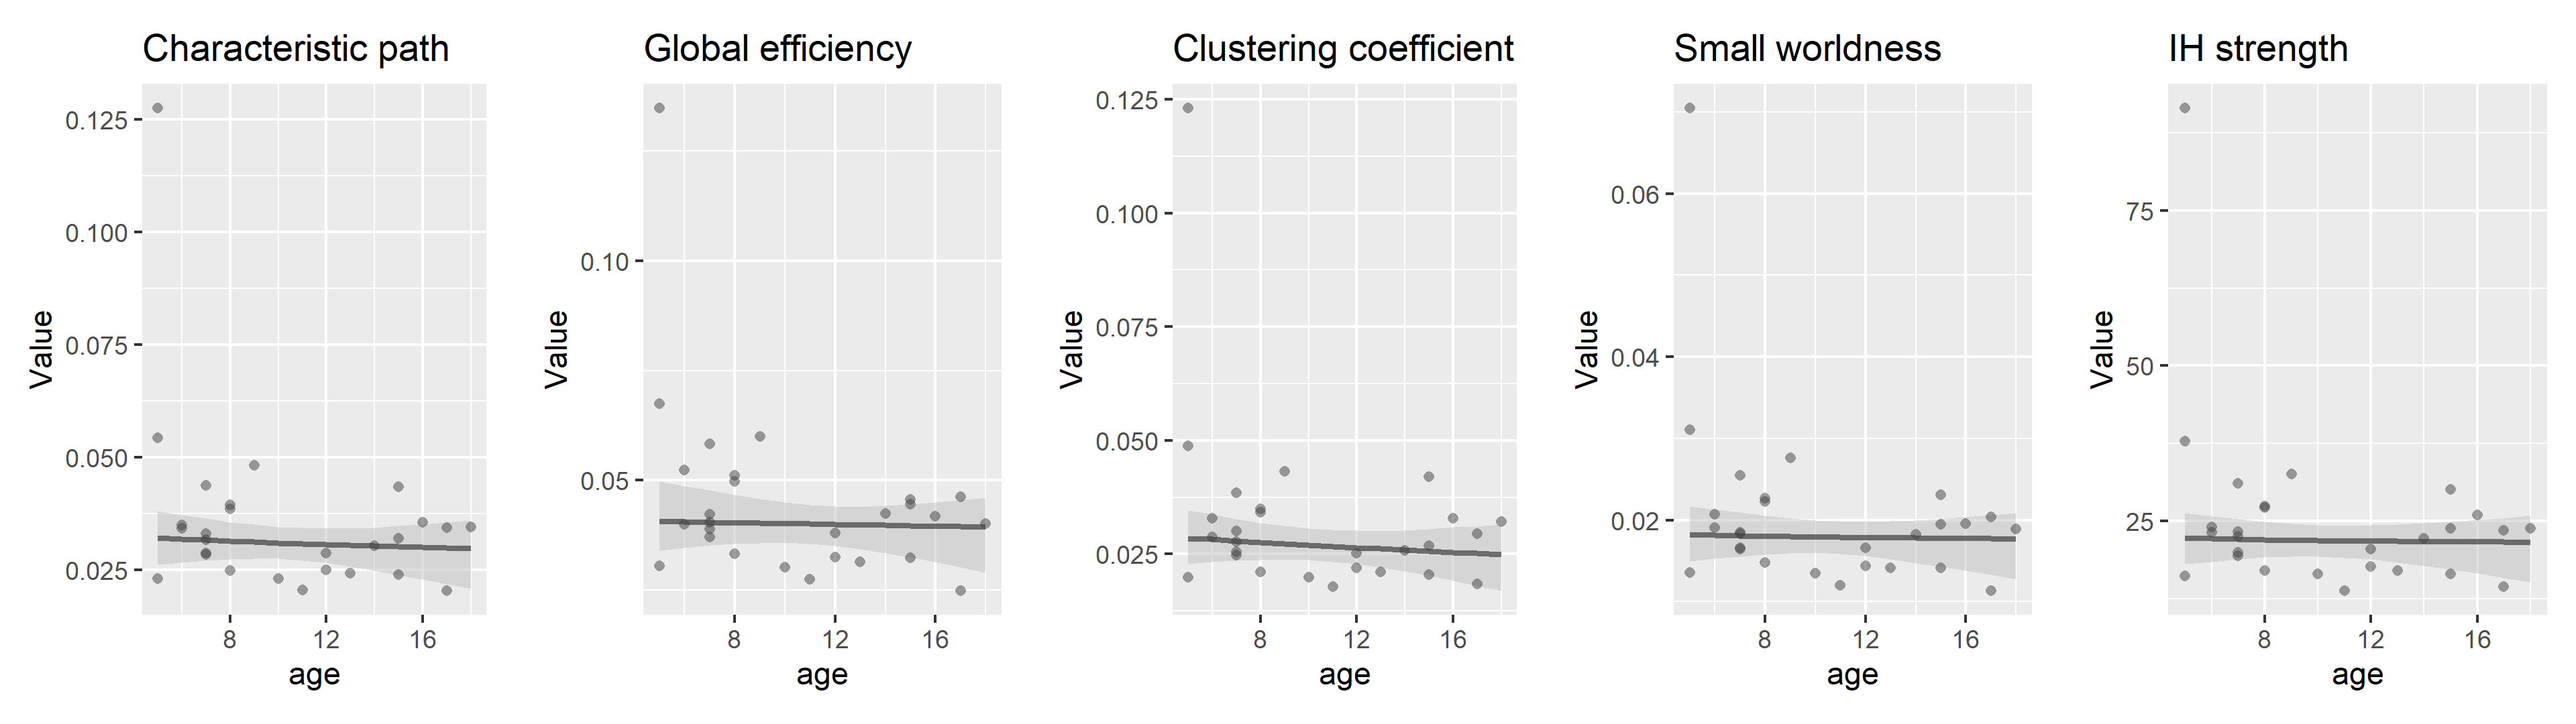 Characteristic path
Global efficiency
Clustering coefficient
Small worldness
IH strength
Value
0.125
0.100
0.075
0.050
0.025
8
12
16
age
Value
0.10
0.05
8
12
16
age
Value
0.125
0.100
0.075
0.050
0.025
8
12
16
age
Value
0.06
0.04
0.02
8
12
16
age
Value
75
50
25
8
12
16
age